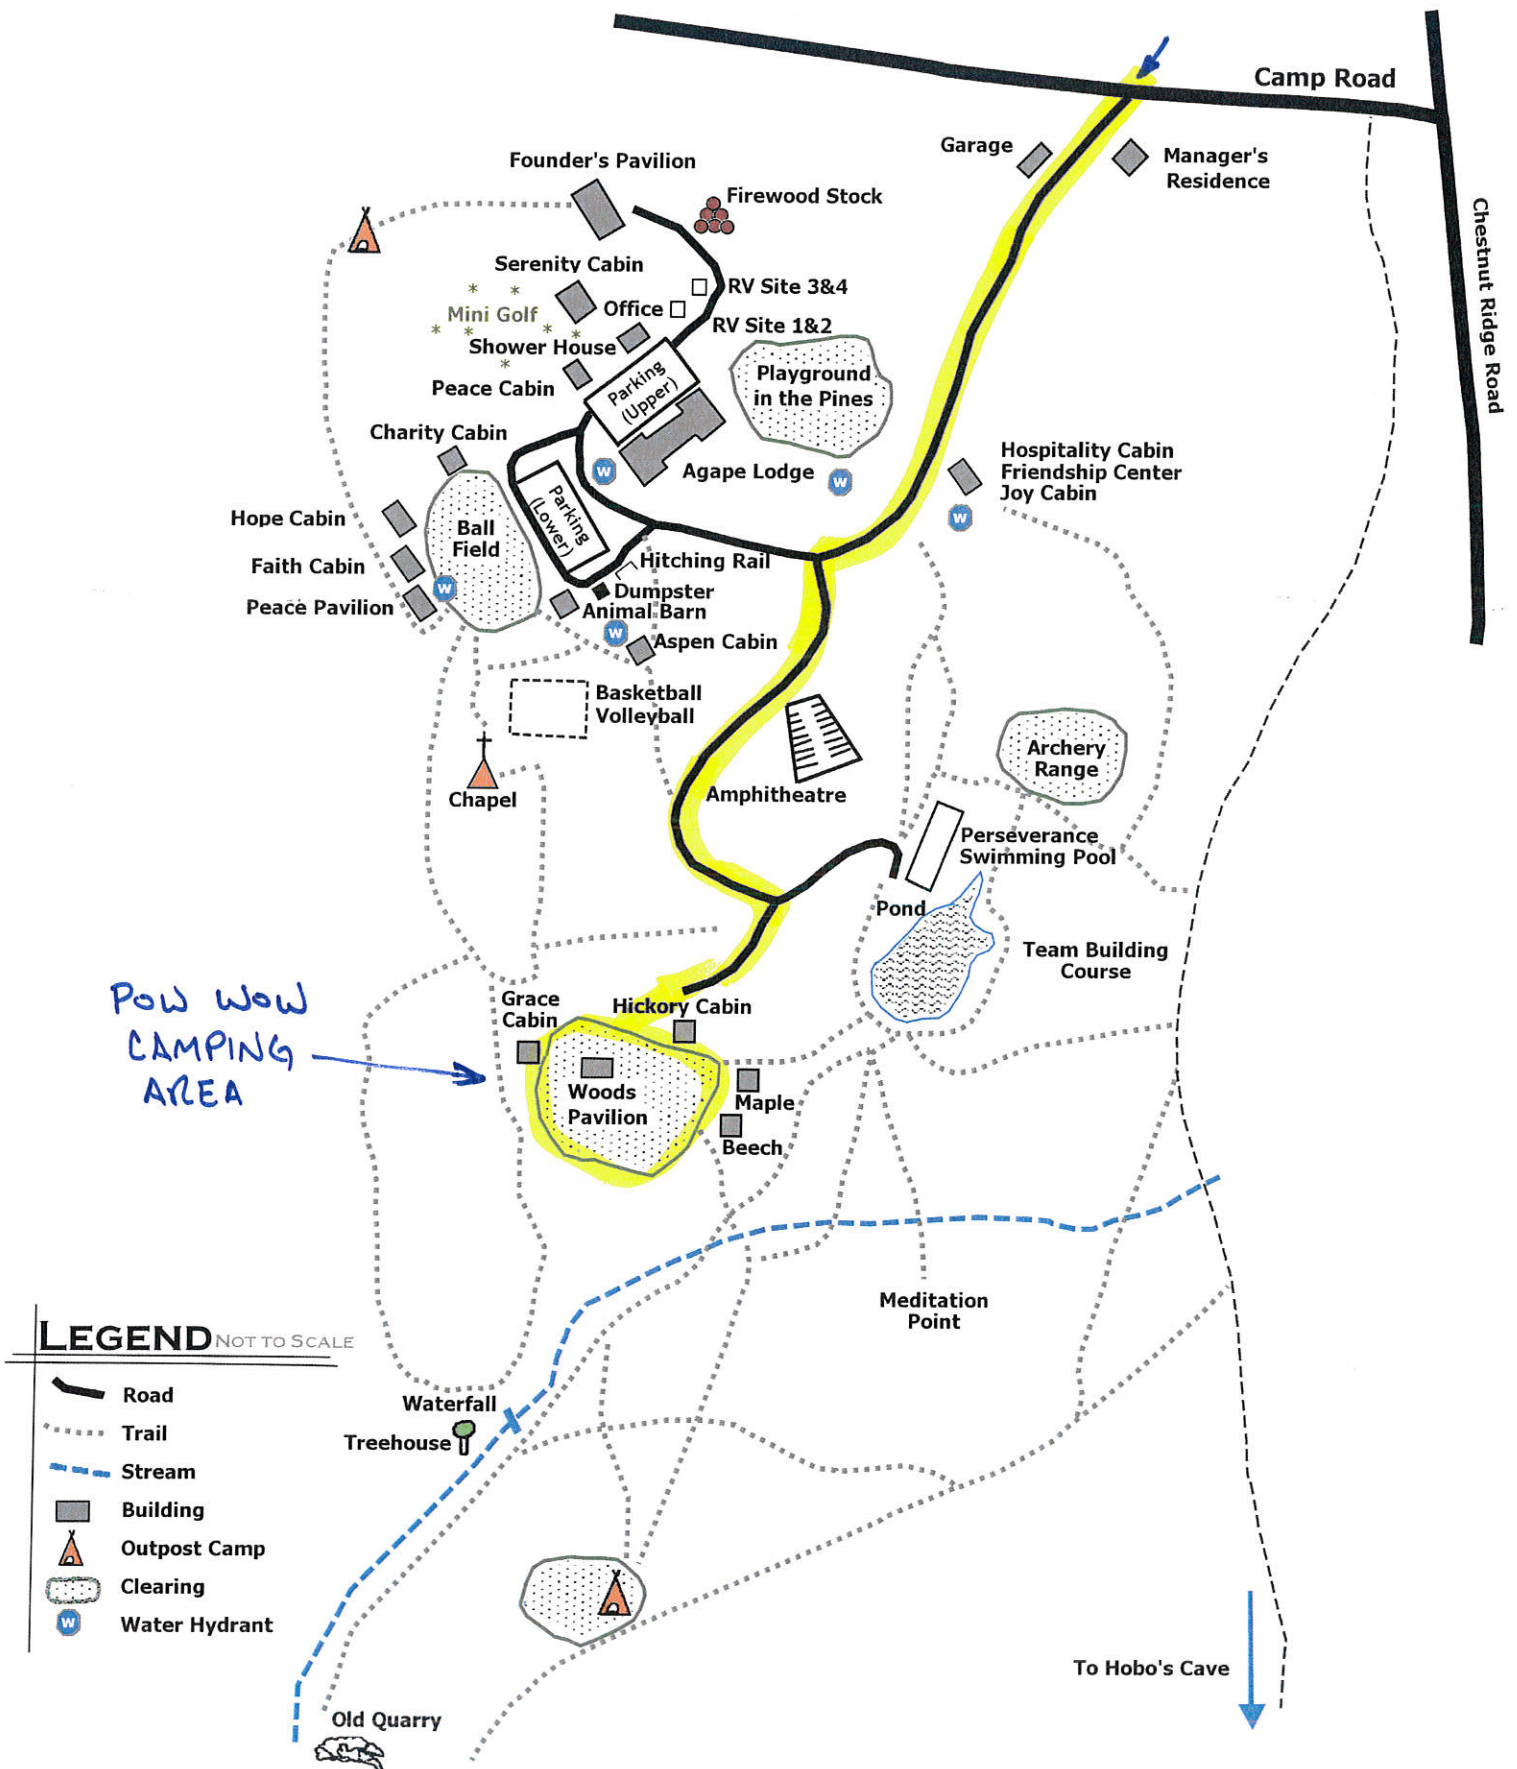 Camp Road
Chestnut Ridge Road
Garage
Manager's
Residence
Founder's Pavilion
Firewood Stock
Serenity Cabin
RV Site 3&4
Mini Golf
Office
RV Site 1&2
Shower House
Peace Cabin
Parking
(Upper)
Playground
in the Pines
Charity Cabin
Agape Lodge
W
W
Hospitality Cabin
Friendship Center
Joy Cabin
W
Hope Cabin
Ball
Field
Parking
(Lower)
Faith Cabin
Hitching Rail
W
Dumpster
Peace Pavilion
Animal Barn
W
Aspen Cabin
Basketball
Volleyball
Archery
Range
Chapel
Amphitheatre
Perseverance
Swimming Pool
Pond
Team Building
Course
POW WOW
CAMPING
AREA
Grace
Cabin
Hickory Cabin
Woods
Pavilion
Maple
Beech
Meditation
Point
LEGEND NOT TO SCALE
Road
Trail
Stream
Building
Outpost Camp
Clearing
W Water Hydrant
Waterfall
Treehouse
To Hobo's Cave
Old Quarry